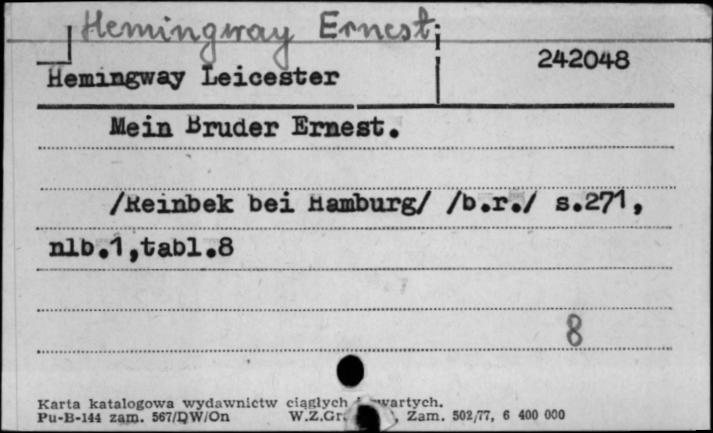 Hemingway Ernest.
242048
Hemingway Leicester
Mein Bruder Ernest.
/Reinbek bei Hamburg/ /b.r./ s.271,
nlb.1,tabl.8
8
Karta katalogowa wydawnictw ciągłych zwartych.
Pu-B-144 zam. 567/DW/On W.Z.Gr. Zam. 502/77, 6 400 000